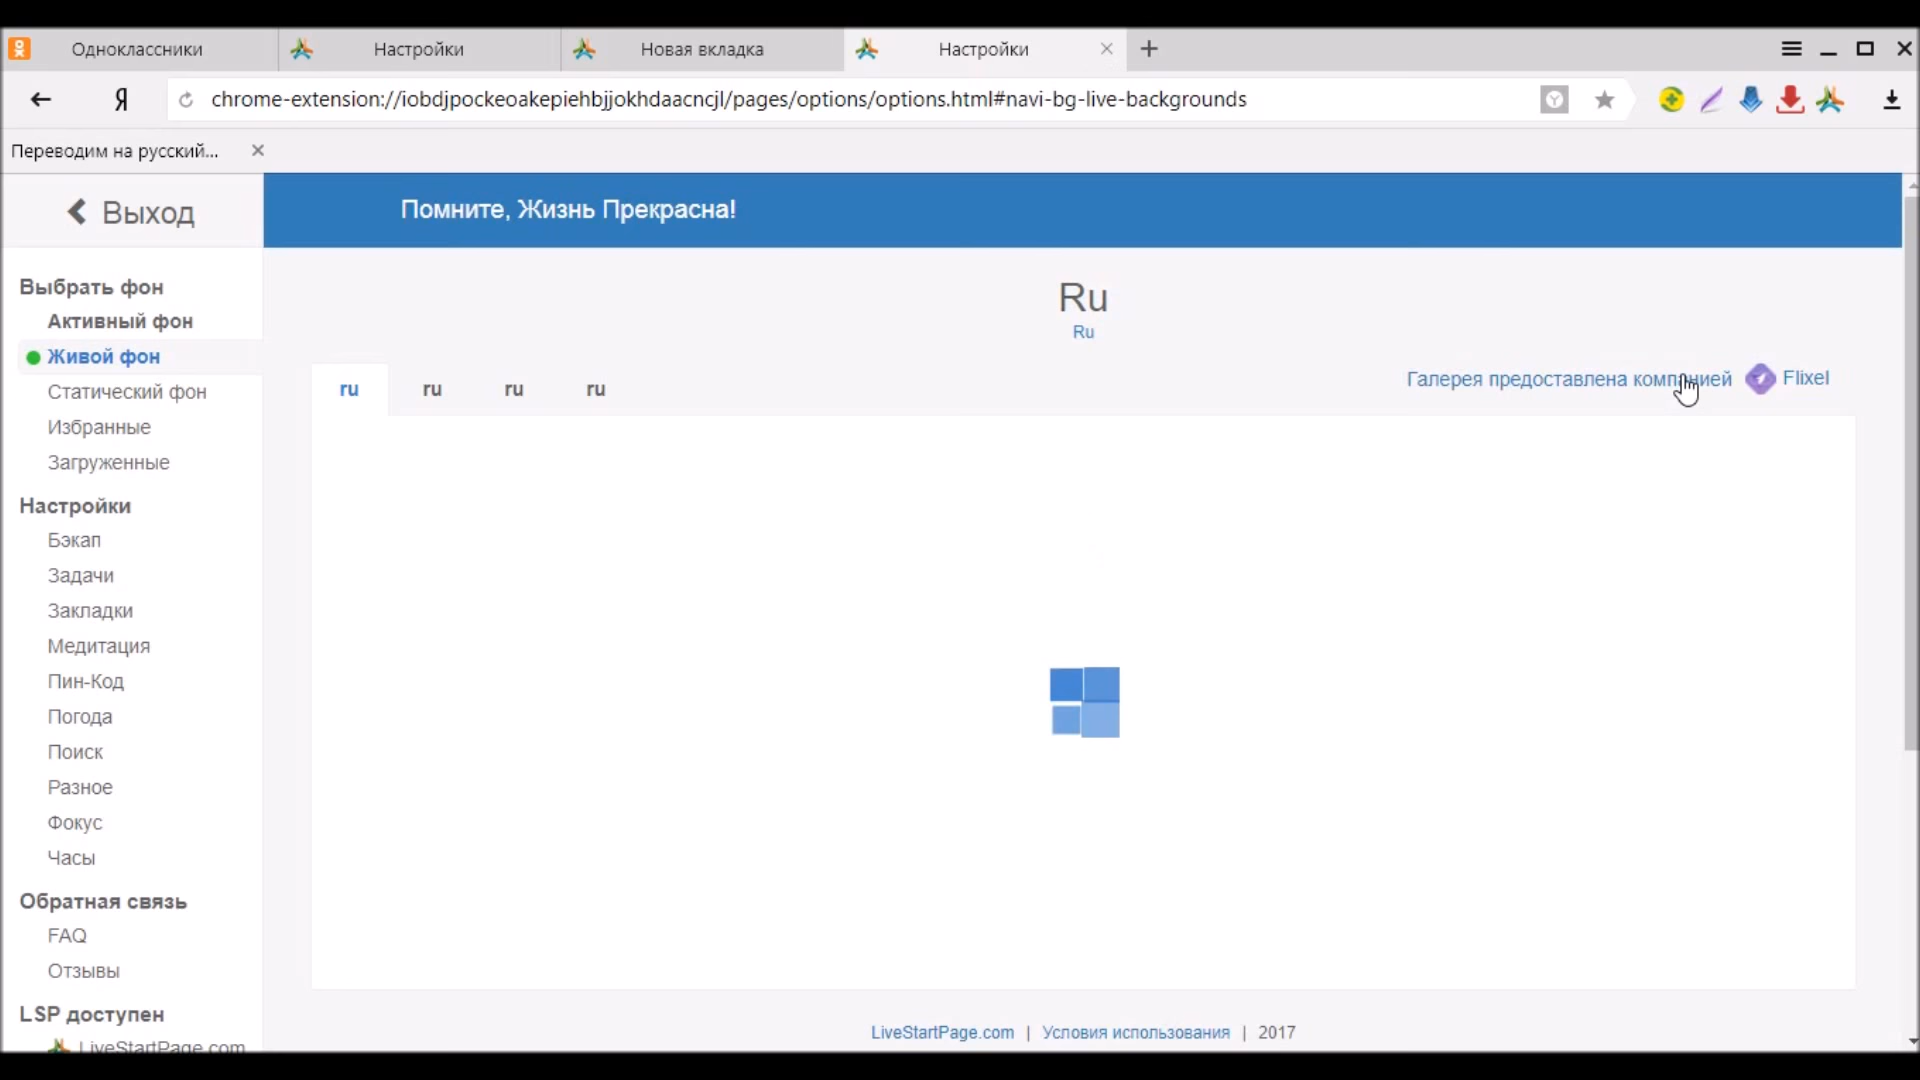 Одноклассники
Настройки
Новая вкладка
Настройки
Я
chrome-extension://iobdjpockeoakepiehbjjokhdaacncjl/pages/options/options.html#navi-bg-live-backgrounds
Переводим на русский...
Выход
Помните, Жизнь Прекрасна!
Выбрать фон
Активный фон
Живой фон
Статический фон
Избранные
Загруженные
Настройки
Бэкап
Задачи
Закладки
Медитация
Пин-Код
Погода
Поиск
Разное
Фокус
Часы
Обратная связь
FAQ
Отзывы
LSP доступен
LiveStartPage.com
Ru
Ru
ru ru ru ru
Галерея предоставлена компанией Flixel
LiveStartPage.com | Условия использования | 2017